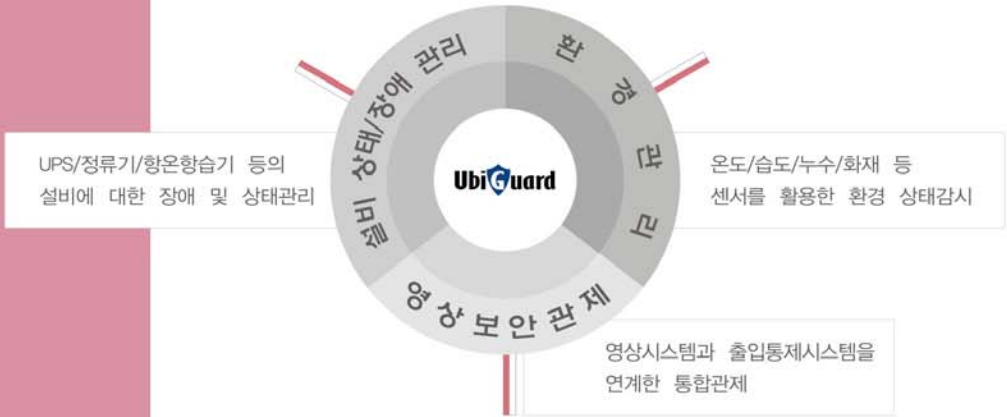 설비 상태/장애 관리
환경관리
UbiGuard
UPS/정류기/항온항습기 등의
설비에 대한 장애 및 상태관리
온도/습도/누수/화재 등
센서를 활용한 환경 상태감시
영상보안관제
영상시스템과 출입통제시스템을
연계한 통합관제